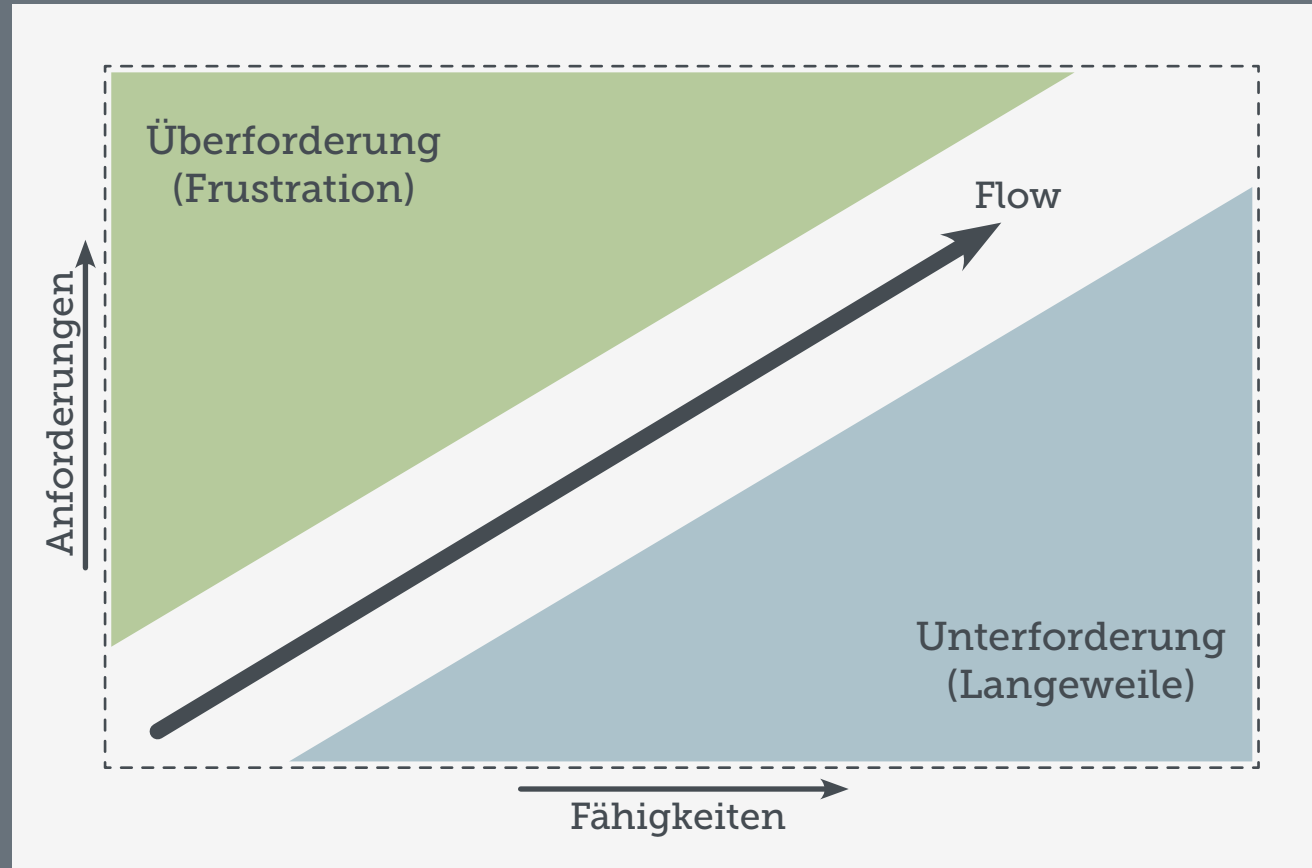 Überforderung
(Frustration)
Flow
Anforderungen
Unterforderung
(Langeweile)
Fähigkeiten